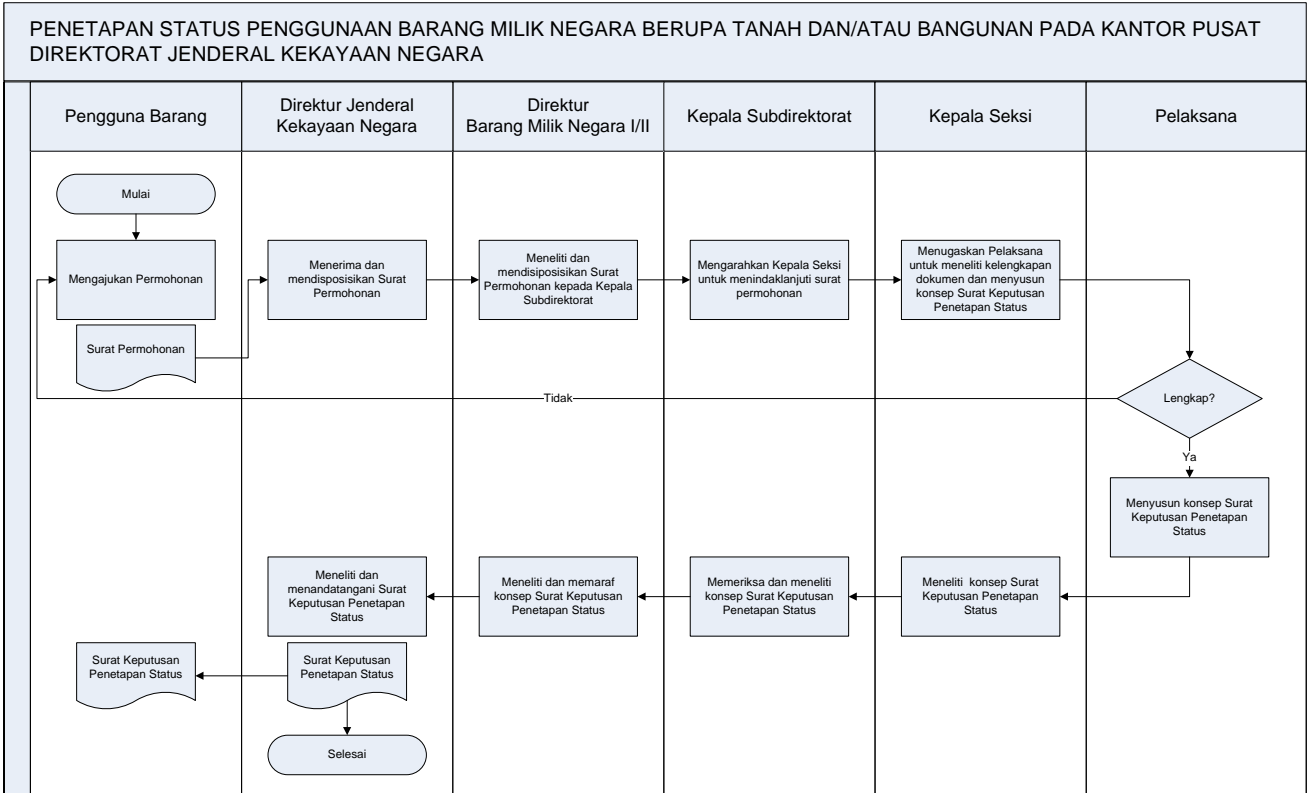 PENETAPAN STATUS PENGGUNAAN BARANG MILIK NEGARA BERUPA TANAH DAN/ATAU BANGUNAN PADA KANTOR PUSAT
DIREKTORAT JENDERAL KEKAYAAN NEGARA
Pengguna Barang
Direktur Jenderal
Kekayaan Negara
Direktur
Barang Milik Negara I/II
Kepala Subdirektorat
Kepala Seksi
Pelaksana
Mulai
Mengajukan Permohonan
Surat Permohonan
Menerima dan
mendisposisikan Surat
Permohonan
Meneliti dan
mendisiposisikan Surat
Permohonan kepada Kepala
Subdirektorat
Mengarahkan Kepala Seksi
untuk menindaklanjuti surat
permohonan
Menugaskan Pelaksana
untuk meneliti kelengkapan
dokumen dan menyusun
konsep Surat Keputusan
Penetapan Status
Lengkap?
Tidak
Ya
Menyusun konsep Surat
Keputusan Penetapan
Status
Meneliti konsep Surat
Keputusan Penetapan
Status
Memeriksa dan meneliti
konsep Surat Keputusan
Penetapan Status
Meneliti dan memaraf
konsep Surat Keputusan
Penetapan Status
Meneliti dan
menandatangani Surat
Keputusan Penetapan
Status
Surat Keputusan
Penetapan Status
Surat Keputusan
Penetapan Status
Selesai